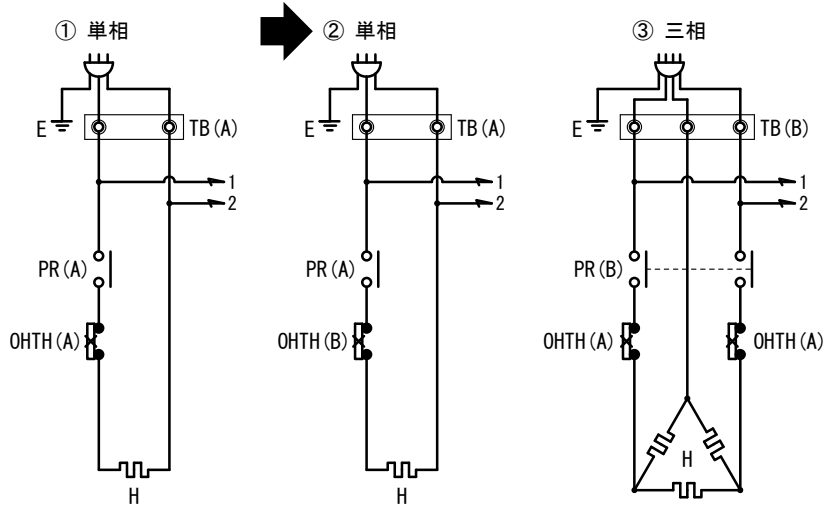 ① 単相
② 単相
③ 三相
E
TB(A)
E
TB(A)
E
TB(B)
1
2
1
2
1
2
PR(A)
PR(A)
PR(B)
OHTH(A)
OHTH(B)
OHTH(A)
OHTH(A)
H
H
H